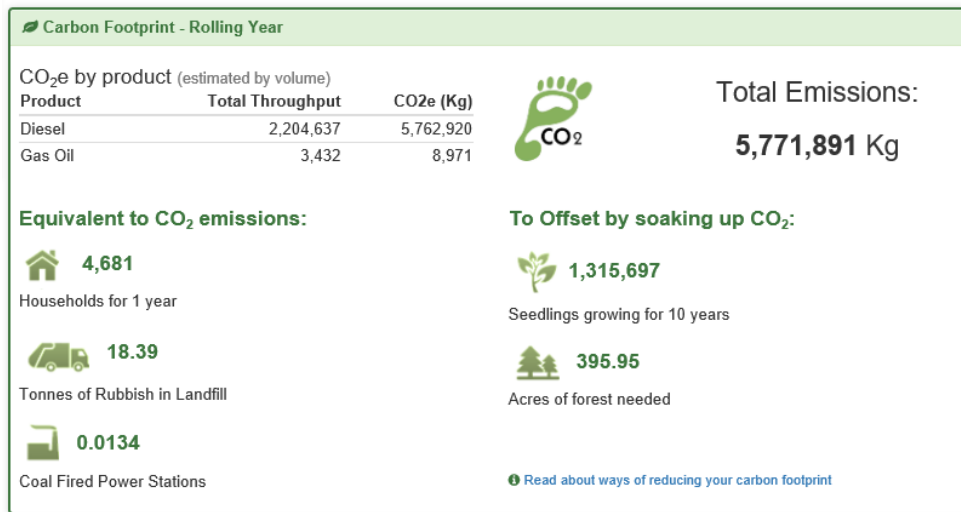 Carbon Footprint - Rolling Year
CO₂e by product (estimated by volume)
Product Total Throughput CO2e (Kg)
Diesel 2,204,637 5,762,920
Gas Oil 3,432 8,971
CO2
Total Emissions:
5,771,891 Kg
Equivalent to CO₂ emissions:
4,681
Households for 1 year
18.39
Tonnes of Rubbish in Landfill
0.0134
Coal Fired Power Stations
To Offset by soaking up CO₂:
1,315,697
Seedlings growing for 10 years
395.95
Acres of forest needed
Read about ways of reducing your carbon footprint